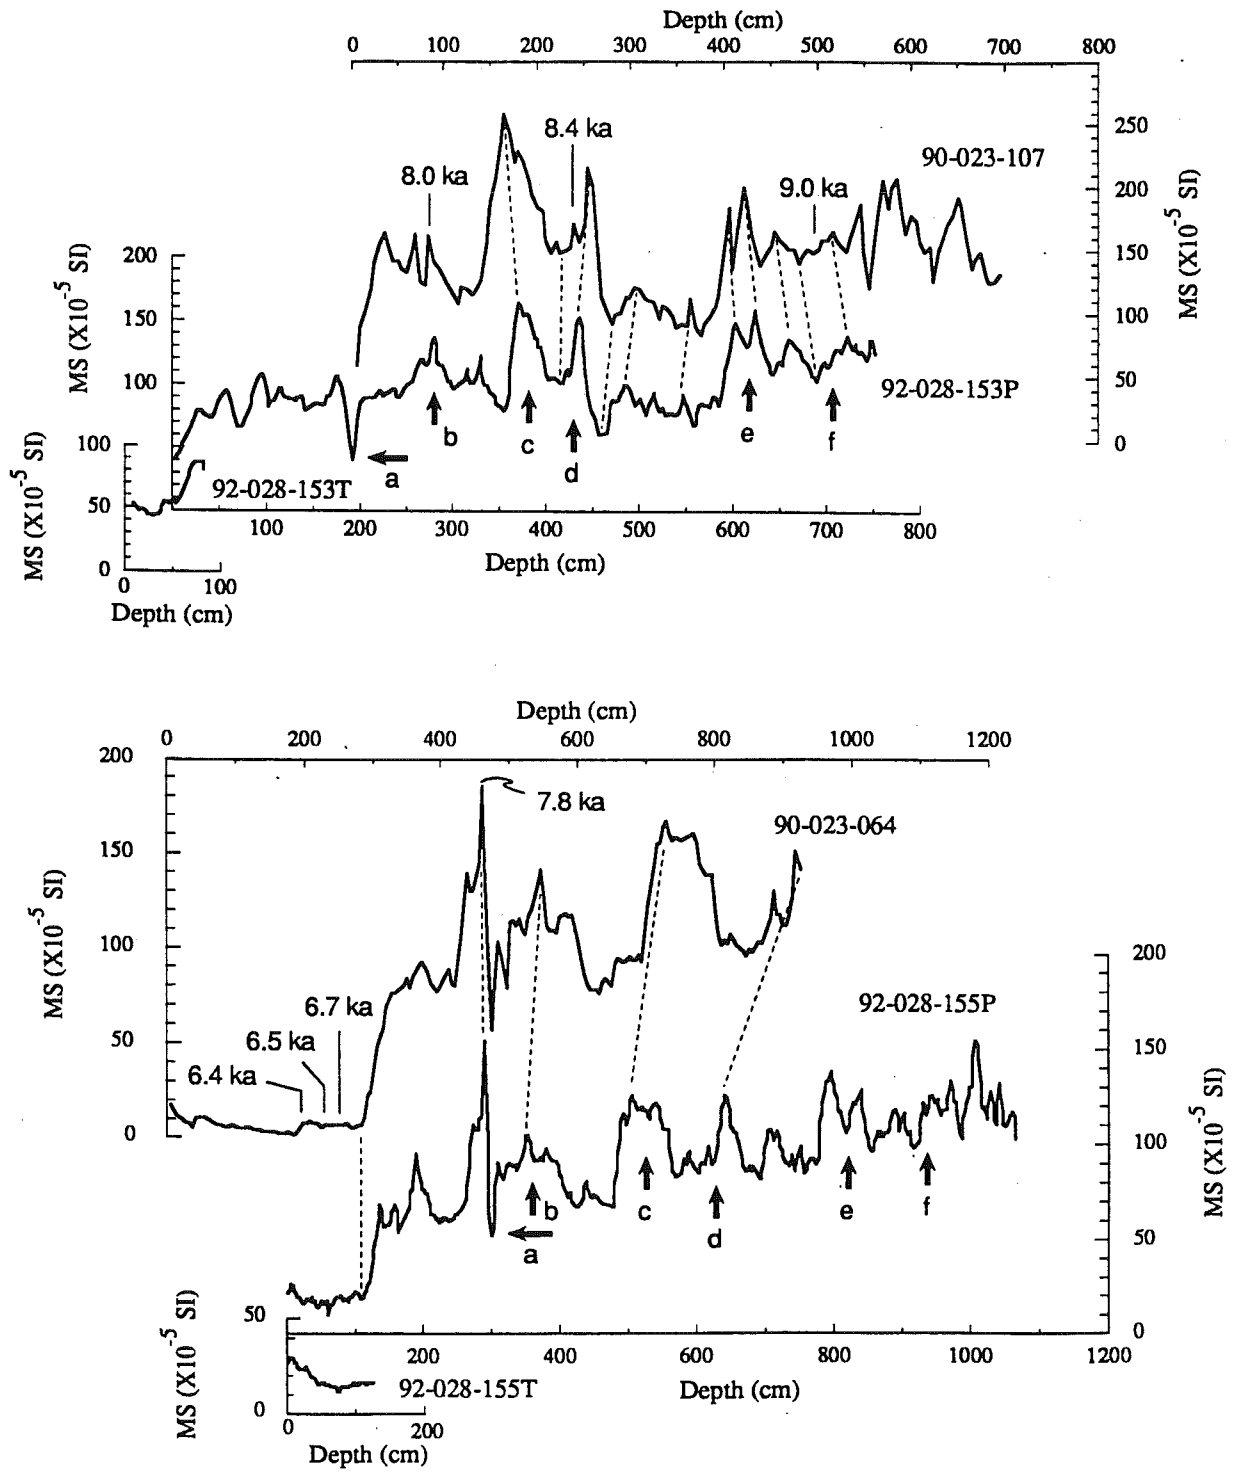 Depth (cm)
0 100 200 300 400 500 600 700 800
250
200
150
100
50
0
MS (X10-5 SI)
90-023-107
8.4 ka
8.0 ka
9.0 ka
200
150
100
MS (X10-5 SI)
92-028-153P
b c d e f
a
92-028-153T
100
50
0
MS (X10-5 SI)
100 200 300 400 500 600 700 800
Depth (cm)
0 100
Depth (cm)
Depth (cm)
0 200 400 600 800 1000 1200
200
150
100
50
0
MS (X10-5 SI)
7.8 ka
90-023-064
6.7 ka
6.5 ka
6.4 ka
92-028-155P
200
150
100
50
0
MS (X10-5 SI)
b c d e f
a
50
0
MS (X10-5 SI)
92-028-155T
200 400 600 800 1000 1200
Depth (cm)
0 200
Depth (cm)